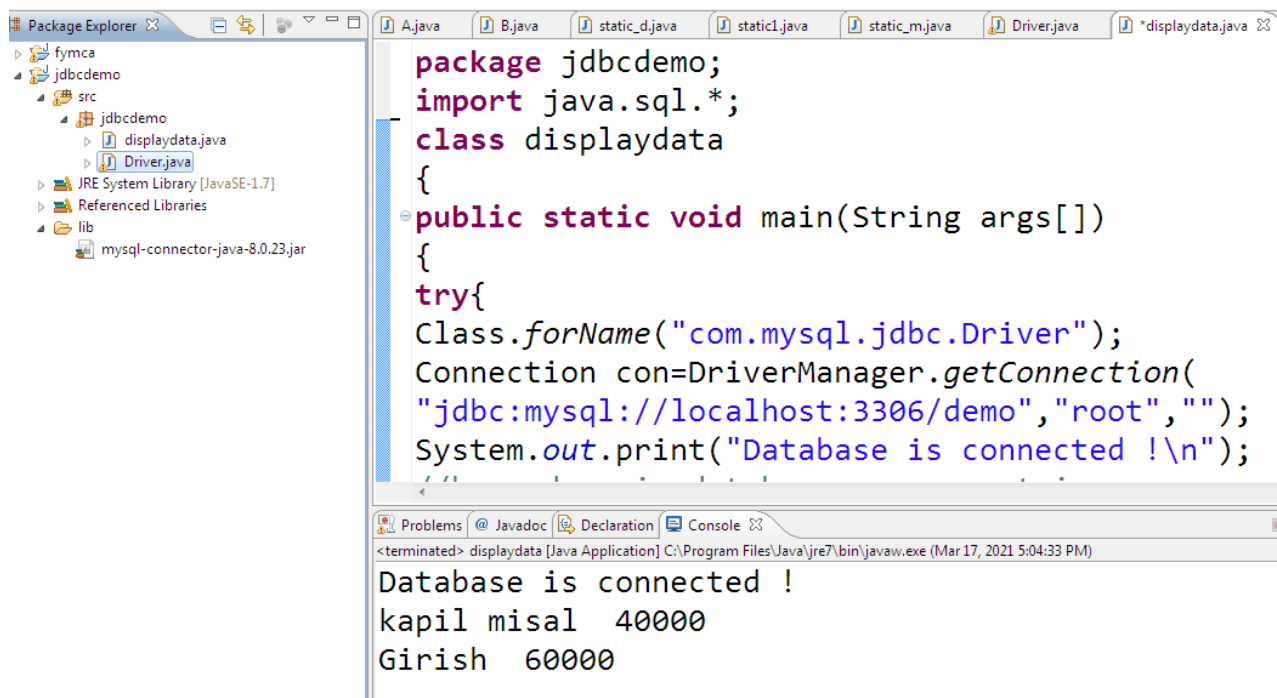 Package Explorer
fymca
jdbcdemo
src
jdbcdemo
displaydata.java
Driver.java
JRE System Library [JavaSE-1.7]
Referenced Libraries
lib
mysql-connector-java-8.0.23.jar
A.java B.java static_d.java static1.java static_m.java Driver.java *displaydata.java
package jdbcdemo;
import java.sql.*;
class displaydata
{
public static void main(String args[])
{
try{
Class.forName("com.mysql.jdbc.Driver");
Connection con=DriverManager.getConnection(
"jdbc:mysql://localhost:3306/demo","root","");
System.out.print("Database is connected !\n");
Problems @ Javadoc Declaration Console
<terminated> displaydata [Java Application] C:\Program Files\Java\jre7\bin\javaw.exe (Mar 17, 2021 5:04:33 PM)
Database is connected !
kapil misal 40000
Girish 60000